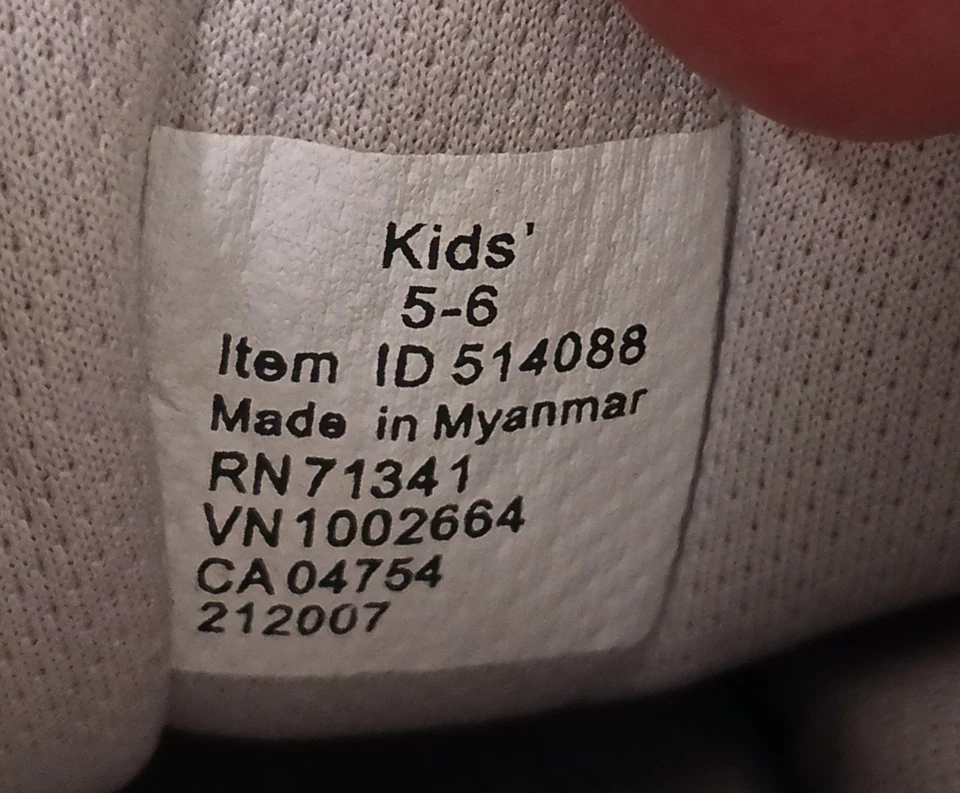 Kids'
5-6
Item ID 514088
Made in Myanmar
RN 71341
VN 1002664
CA 04754
212007